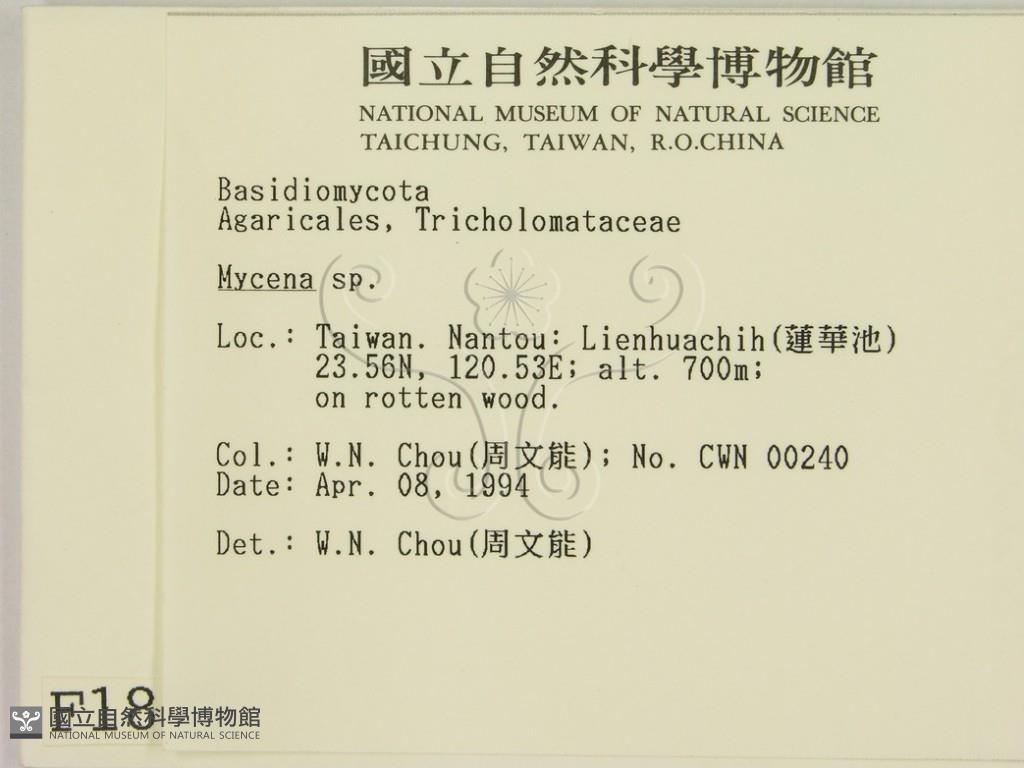 國立自然科學博物館
NATIONAL MUSEUM OF NATURAL SCIENCE
TAICHUNG, TAIWAN, R.O.CHINA
Basidiomycota
Agaricales, Tricholomataceae
Mycena sp.
Loc.: Taiwan. Nantou: Lienhuachih(蓮華池)
23.56N, 120.53E; alt. 700m;
on rotten wood.
Col.: W.N. Chou(周文能); No. CWN 00240
Date: Apr. 08, 1994
Det.: W.N. Chou(周文能)
F18
國立自然科學博物館
NATIONAL MUSEUM OF NATURAL SCIENCE